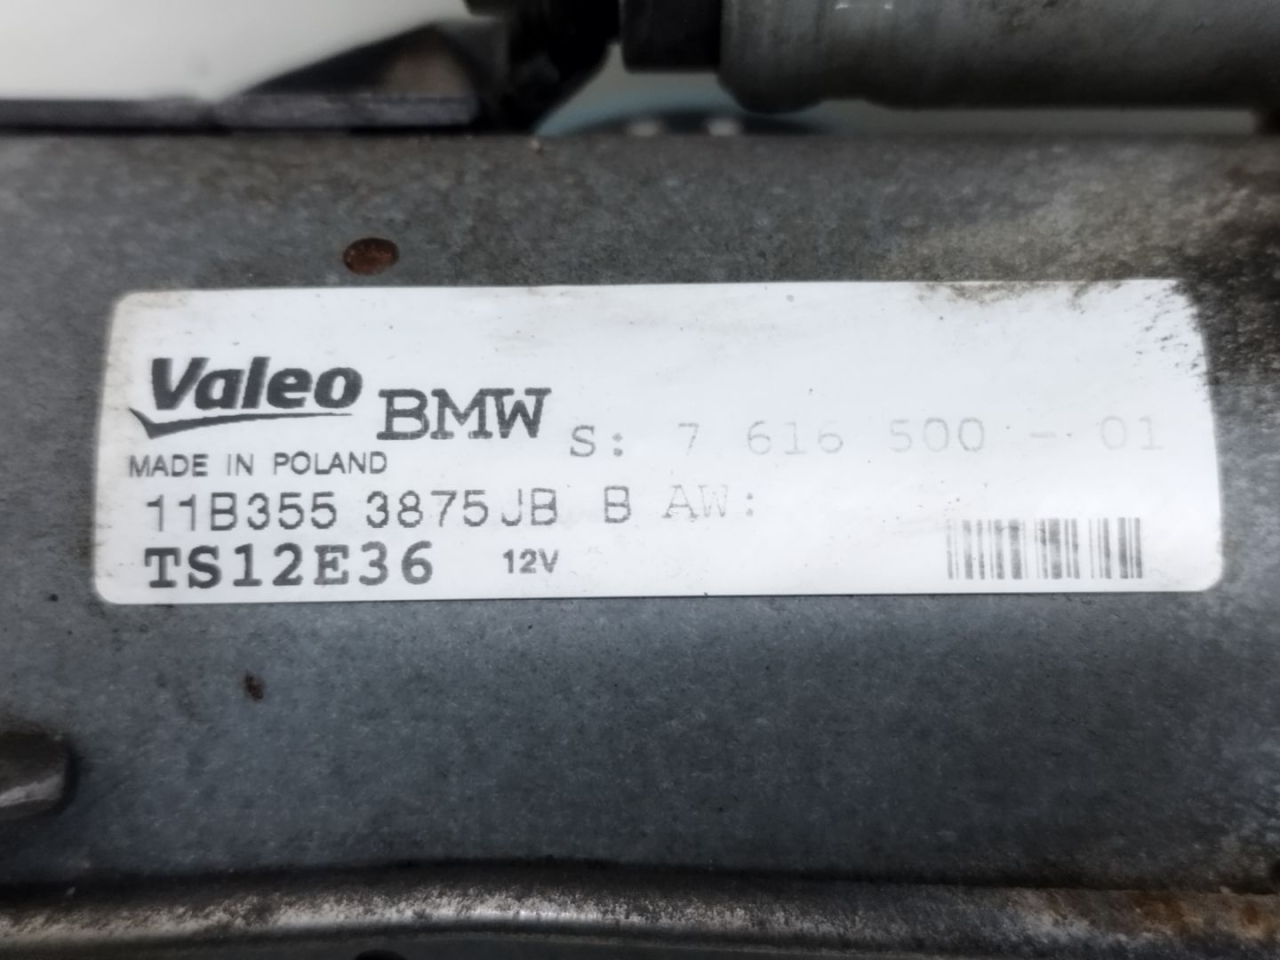 Valeo BMW S: 7 616 500 - 01
MADE IN POLAND
11B355 3875JB B AW:
TS12E36 12V